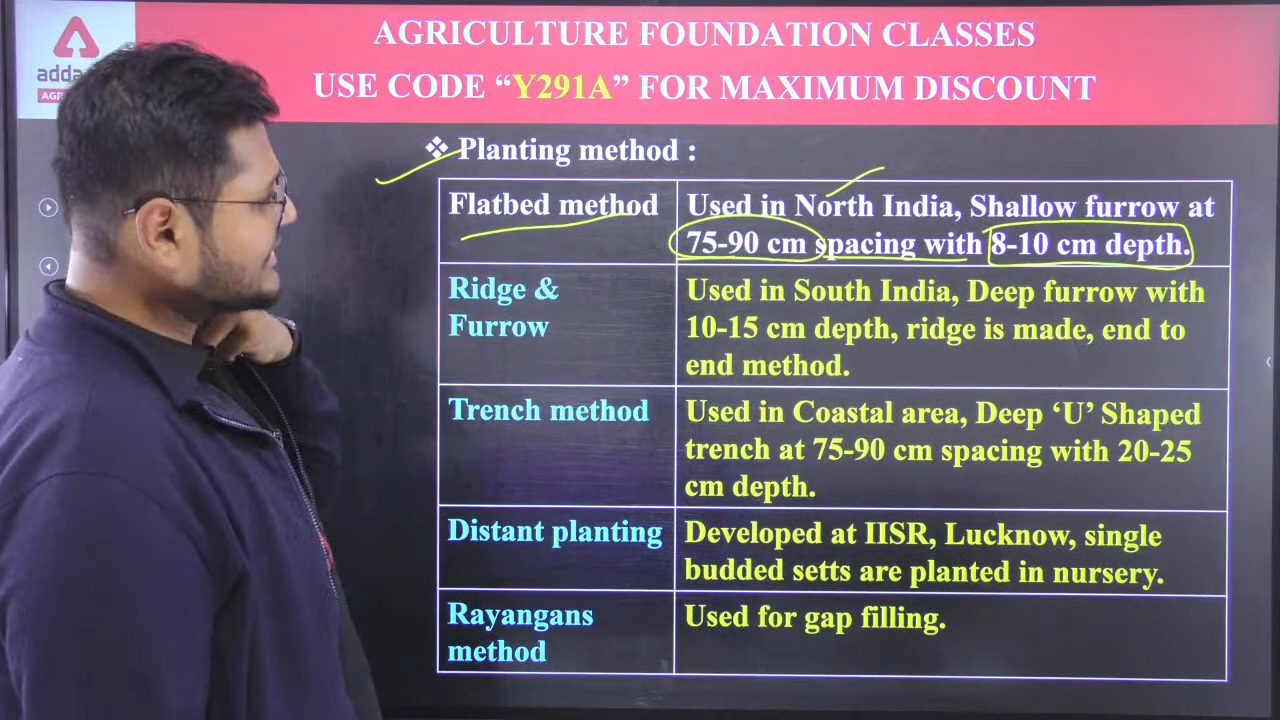 AGRICULTURE FOUNDATION CLASSES
USE CODE “Y291A” FOR MAXIMUM DISCOUNT
adda
AGR
❖ Planting method :
Flatbed method
Used in North India, Shallow furrow at
75-90 cm spacing with 8-10 cm depth.
Ridge &
Furrow
Used in South India, Deep furrow with
10-15 cm depth, ridge is made, end to
end method.
Trench method
Used in Coastal area, Deep ‘U’ Shaped
trench at 75-90 cm spacing with 20-25
cm depth.
Distant planting
Developed at IISR, Lucknow, single
budded setts are planted in nursery.
Rayangans
method
Used for gap filling.